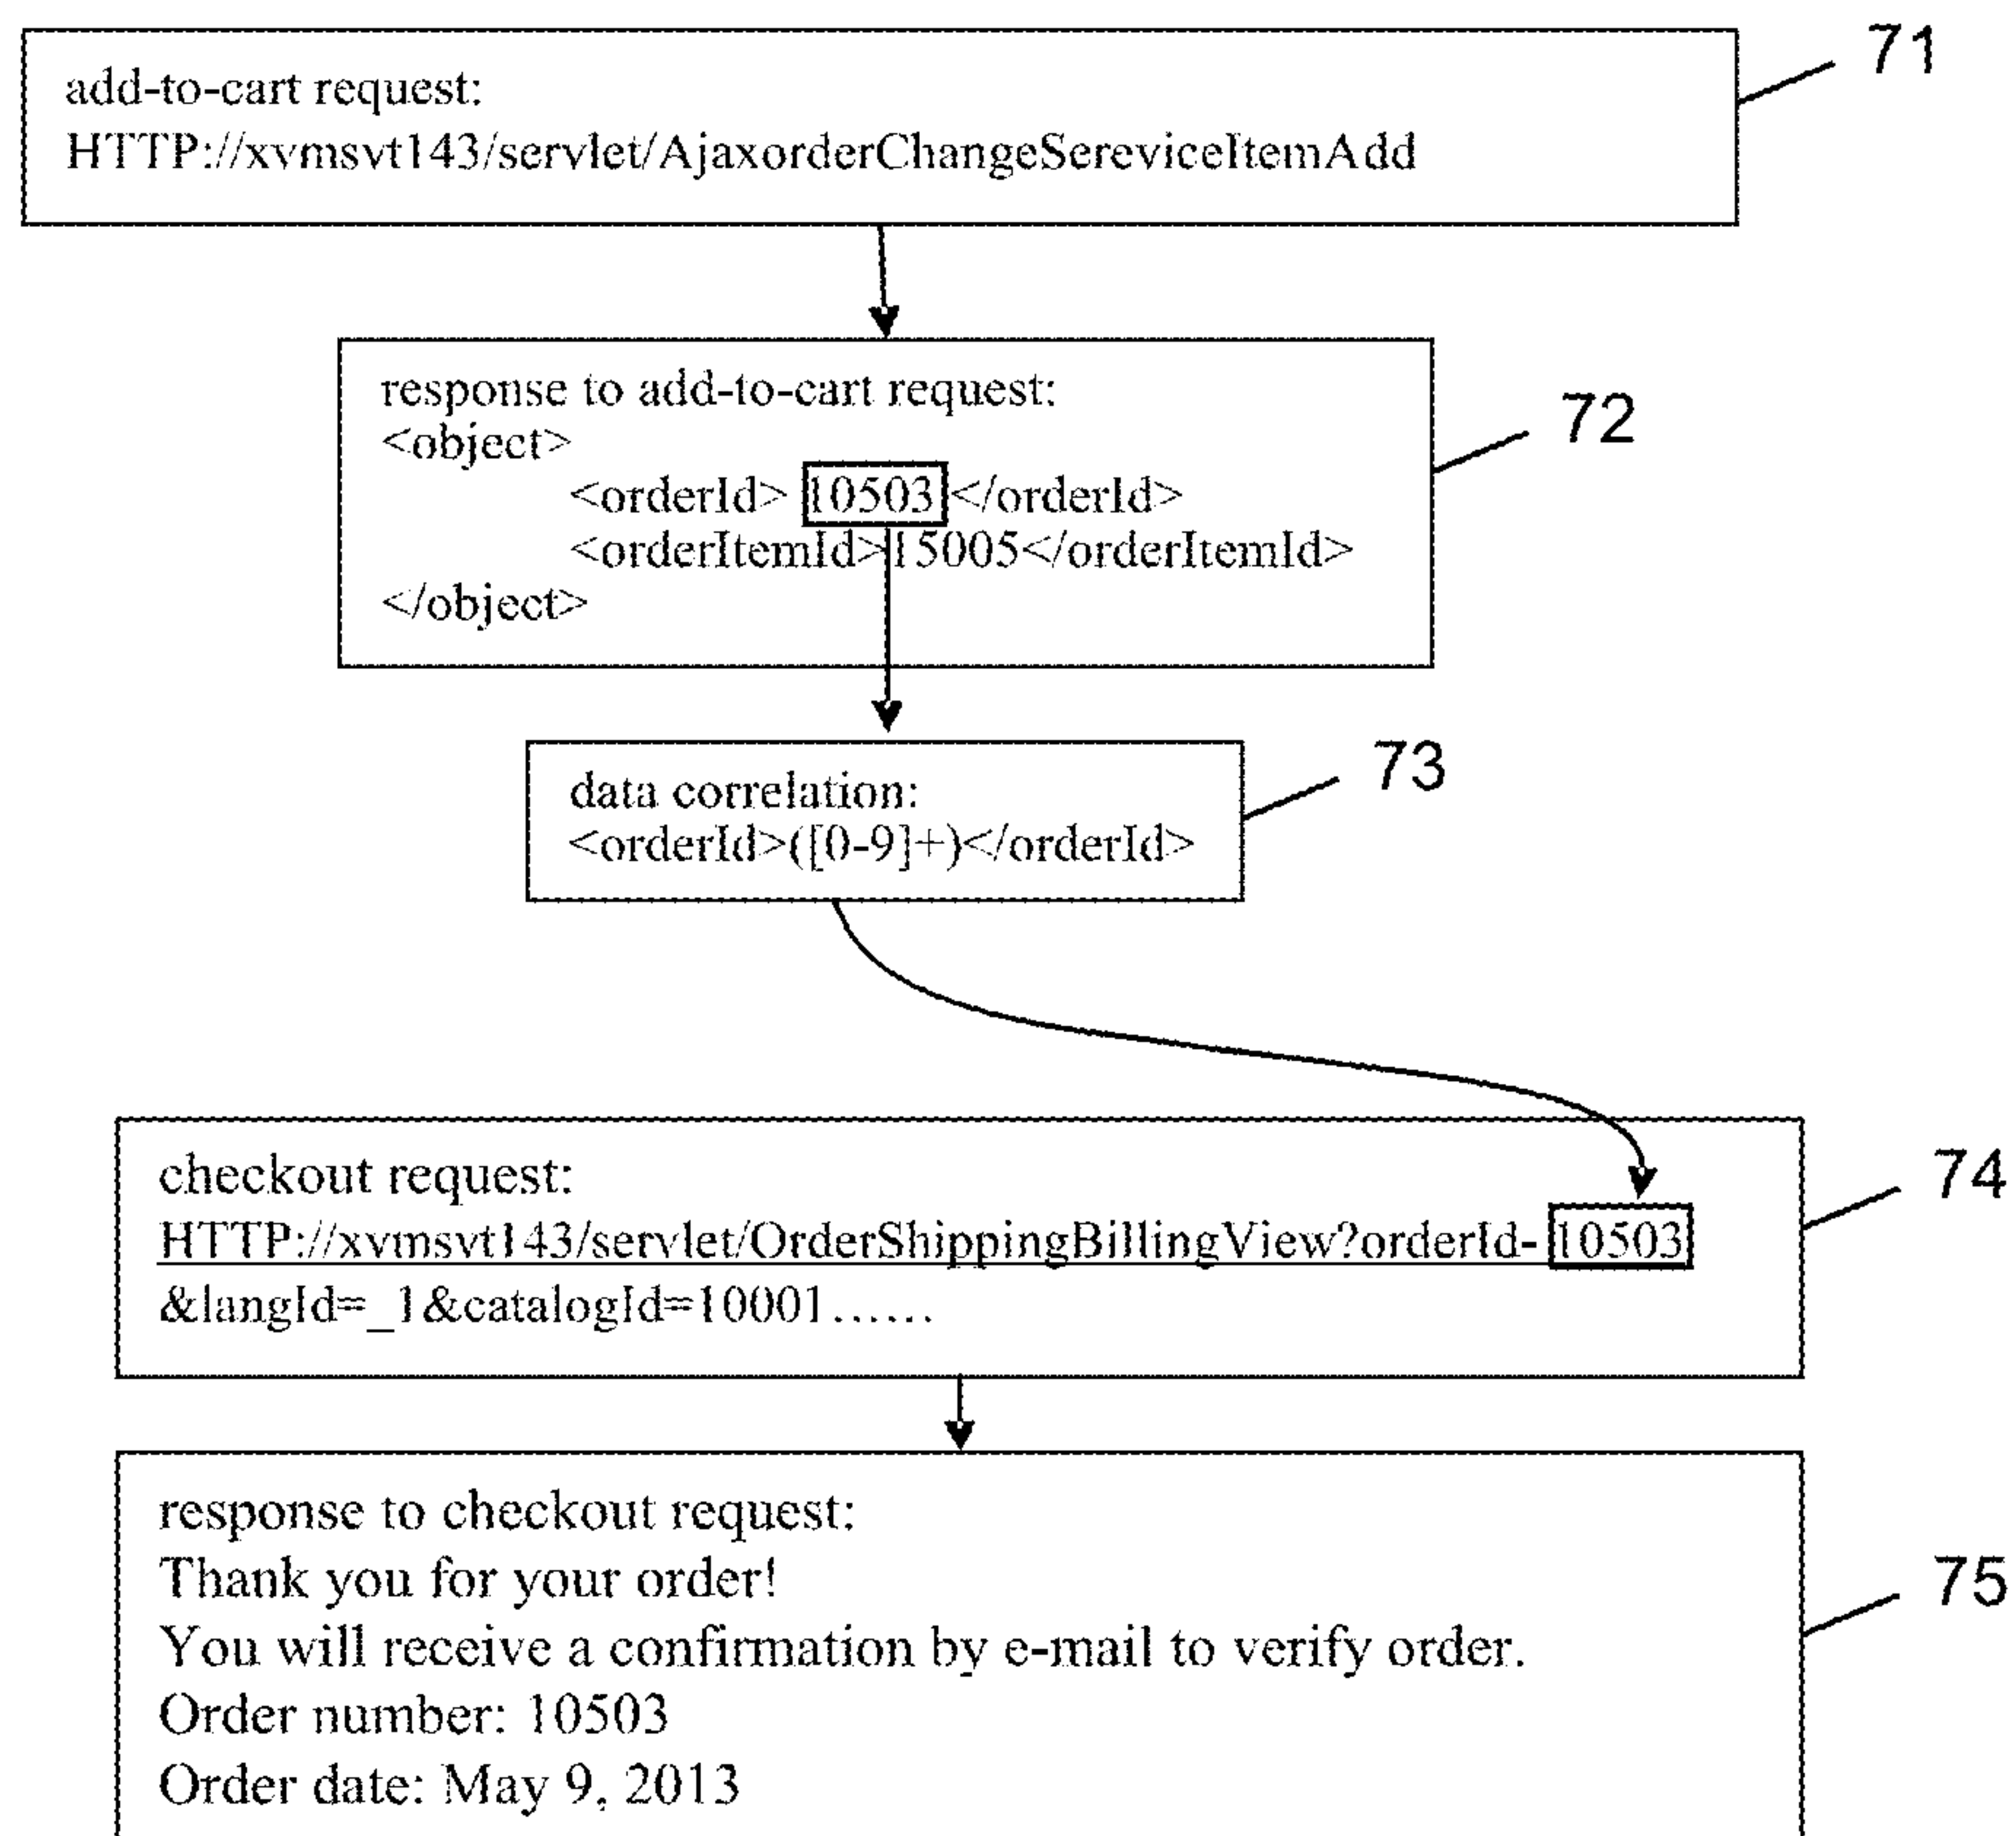 add-to-cart request:
HTTP://xvmsvt143/servlet/AjaxorderChangeSereviceItemAdd
71
response to add-to-cart request:
<object>
<orderId> 10503 </orderId>
<orderItemId>15005</orderItemId>
</object>
72
data correlation:
<orderId>([0-9]+)</orderId>
73
checkout request:
HTTP://xvmsvt143/servlet/OrderShippingBillingView?orderId- 10503
&langId=_1&catalogId=10001......
74
response to checkout request:
Thank you for your order!
You will receive a confirmation by e-mail to verify order.
Order number: 10503
Order date: May 9, 2013
75